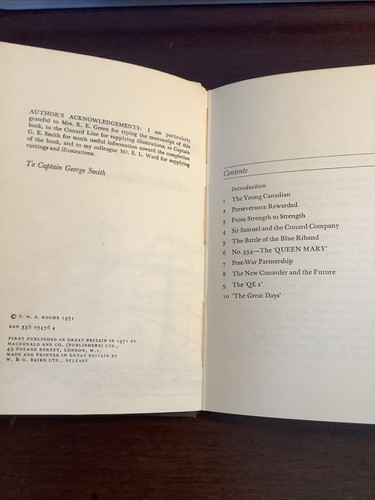 AUTHOR'S ACKNOWLEDGEMENTS: I am particularly
grateful to Mrs. R. E. Green for typing the manuscript of this
book, to the Cunard Line for supplying illustrations, to Captain
G. E. Smith for much useful information toward the completion
of the book, and to my colleague Mr. E. L. Ward for supplying
cuttings and illustrations.
To Captain George Smith
© T. W. E. ROCHE 1971
SBN 356 03456 4
FIRST PUBLISHED IN GREAT BRITAIN IN 1971 BY
MACDONALD AND CO. (PUBLISHERS) LTD.,
49 POLAND STREET, LONDON, W.1.
MADE AND PRINTED IN GREAT BRITAIN BY
W. & G. BAIRD LTD., BELFAST
Contents
Introduction
1 The Young Canadian
2 Perseverance Rewarded
3 From Strength to Strength
4 Sir Samuel and the Cunard Company
5 The Battle of the Blue Riband
6 No. 534—The 'QUEEN MARY'
7 Post-War Partnership
8 The New Cunarder and the Future
9 The 'QE 2'
10 'The Great Days'